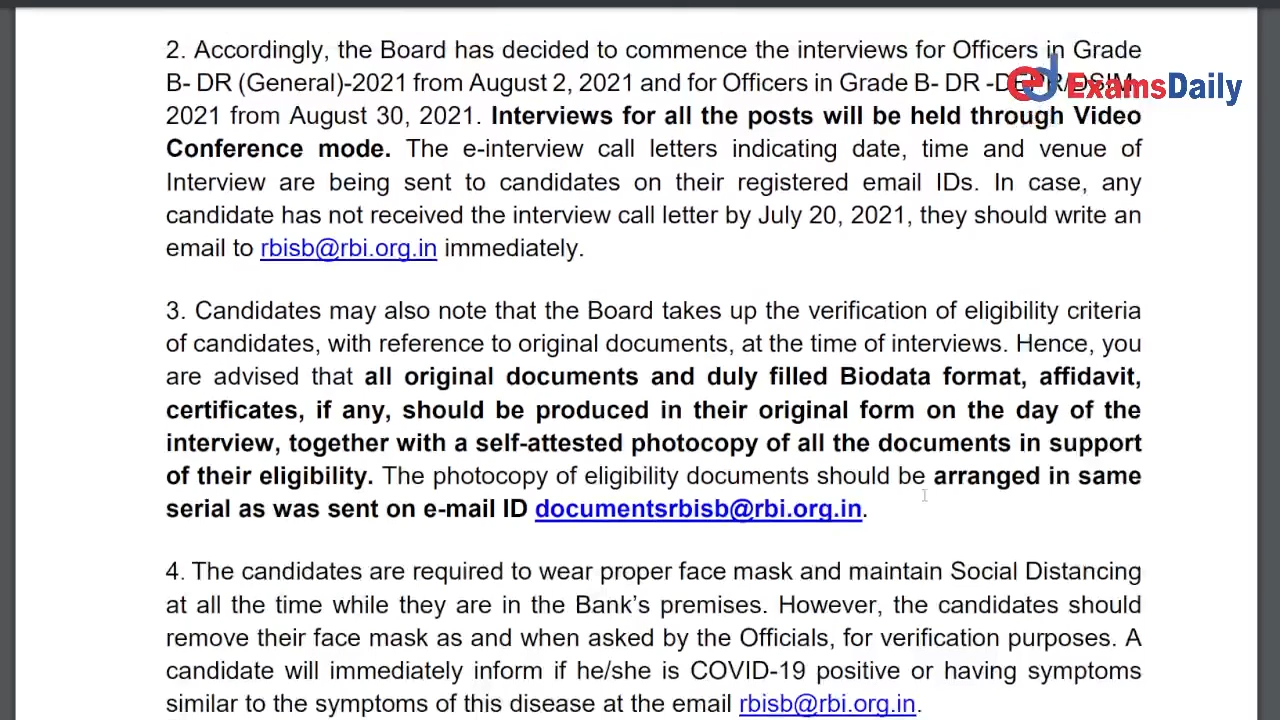 2. Accordingly, the Board has decided to commence the interviews for Officers in Grade
B- DR (General)-2021 from August 2, 2021 and for Officers in Grade B- DR -DEPR/DSIM-
2021 from August 30, 2021. Interviews for all the posts will be held through Video
Conference mode. The e-interview call letters indicating date, time and venue of
Interview are being sent to candidates on their registered email IDs. In case, any
candidate has not received the interview call letter by July 20, 2021, they should write an
email to rbisb@rbi.org.in immediately.
3. Candidates may also note that the Board takes up the verification of eligibility criteria
of candidates, with reference to original documents, at the time of interviews. Hence, you
are advised that all original documents and duly filled Biodata format, affidavit,
certificates, if any, should be produced in their original form on the day of the
interview, together with a self-attested photocopy of all the documents in support
of their eligibility. The photocopy of eligibility documents should be arranged in same
serial as was sent on e-mail ID documentsrbisb@rbi.org.in.
4. The candidates are required to wear proper face mask and maintain Social Distancing
at all the time while they are in the Bank’s premises. However, the candidates should
remove their face mask as and when asked by the Officials, for verification purposes. A
candidate will immediately inform if he/she is COVID-19 positive or having symptoms
similar to the symptoms of this disease at the email rbisb@rbi.org.in.
ExamsDaily